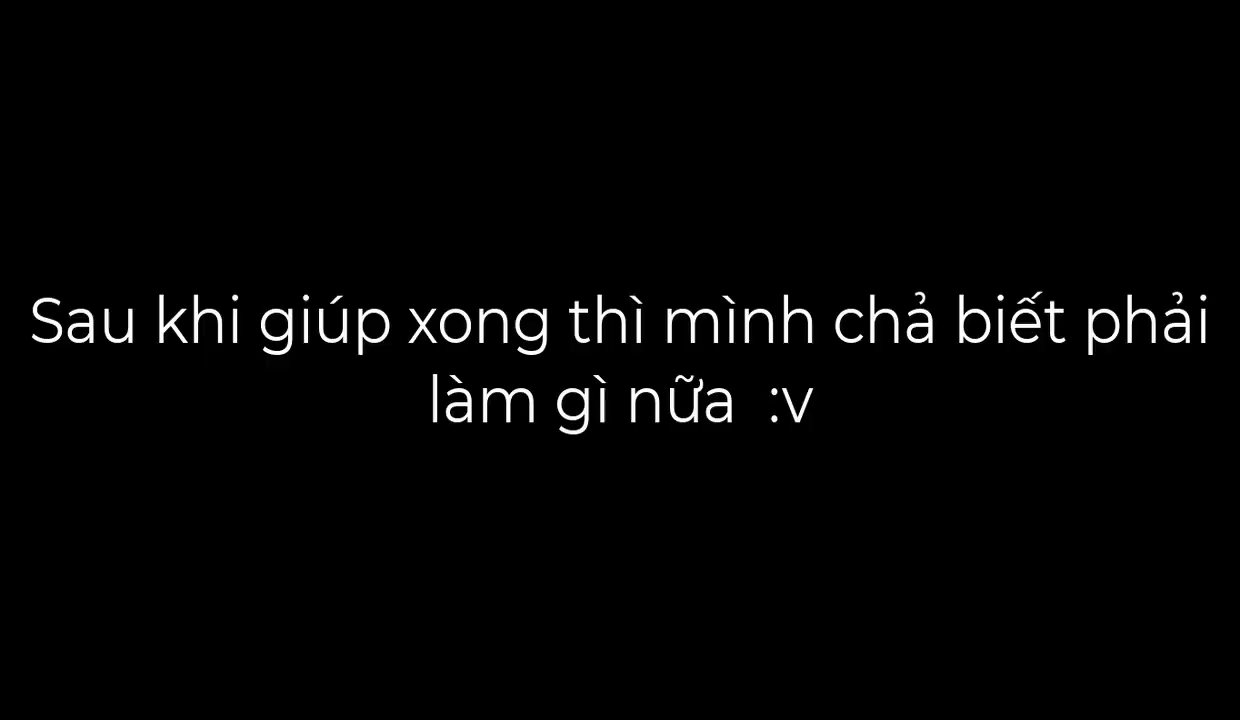 Sau khi giúp xong thì mình chả biết phải
làm gì nữa  :v